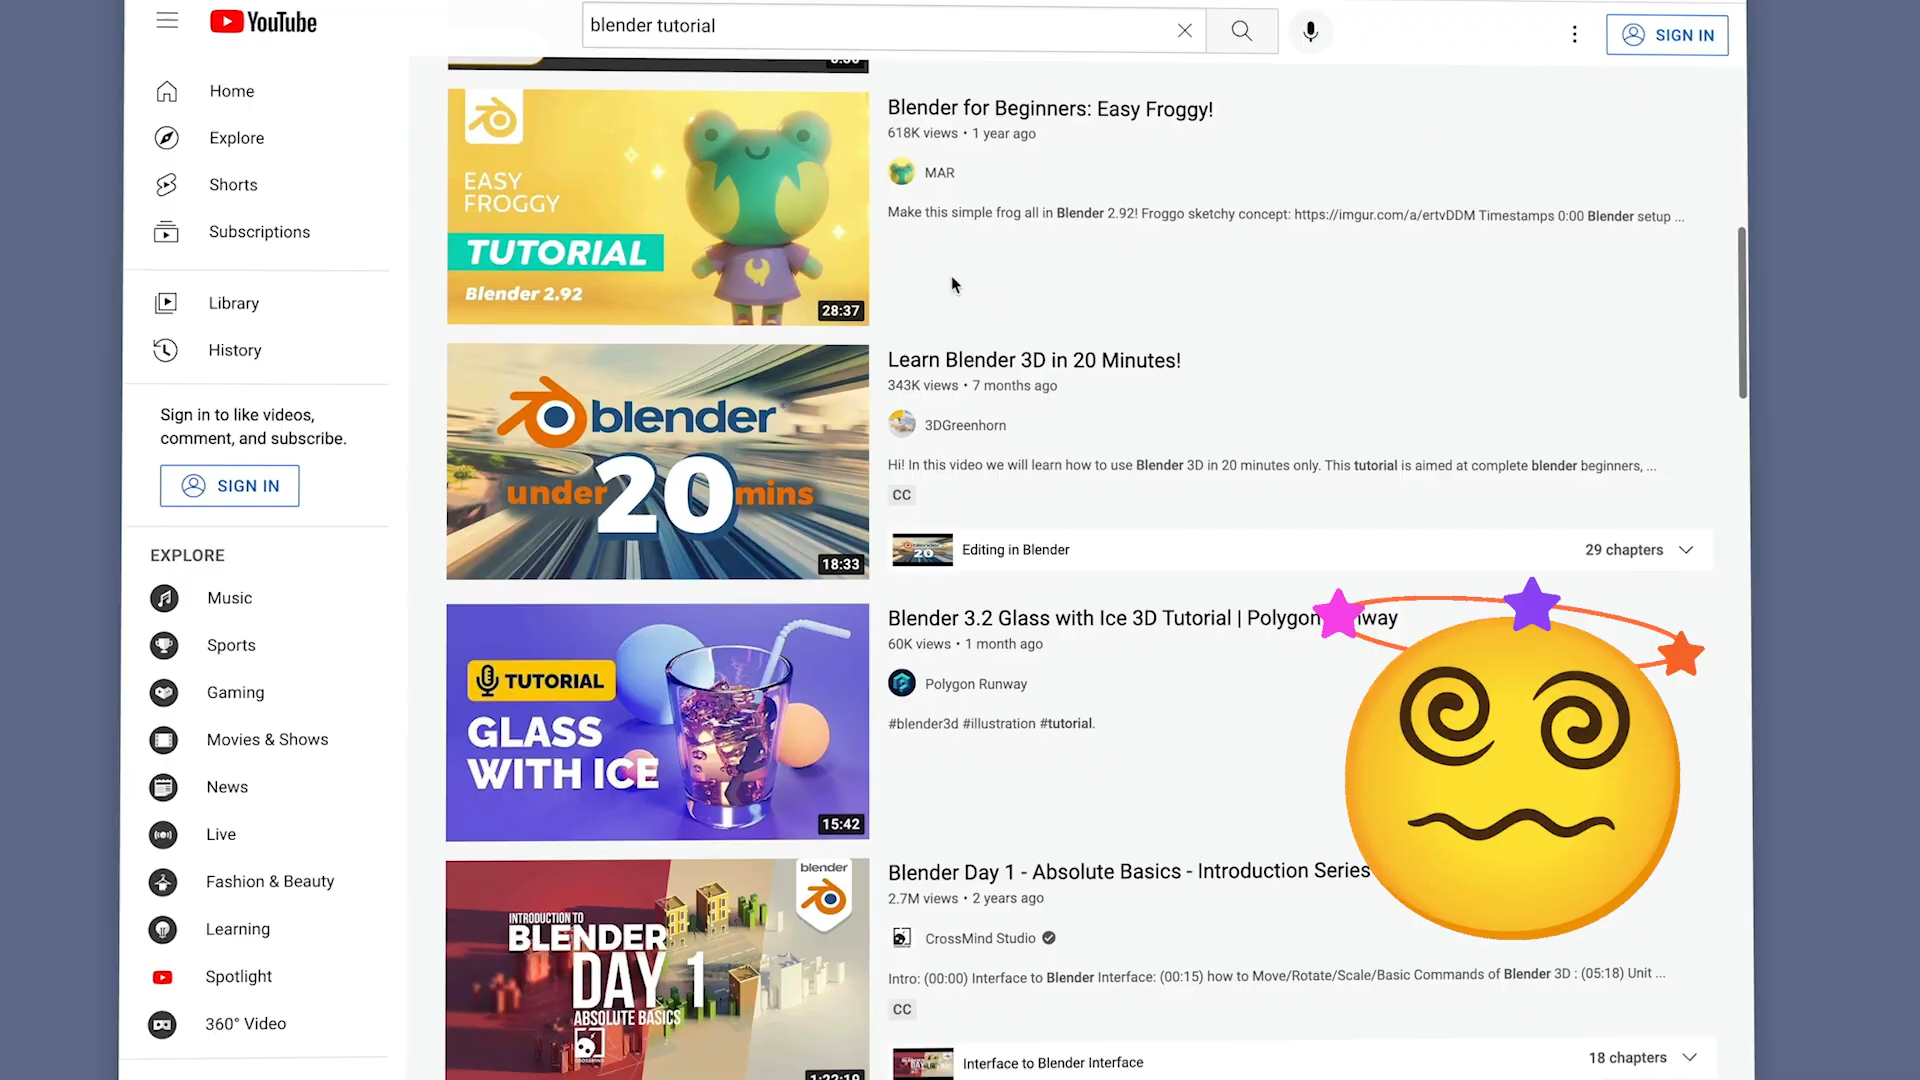 YouTube
blender tutorial
SIGN IN
Home
Explore
Shorts
Subscriptions
Library
History
Sign in to like videos,
comment, and subscribe.
SIGN IN
EXPLORE
Music
Sports
Gaming
Movies & Shows
News
Live
Fashion & Beauty
Learning
Spotlight
360° Video
EASY
FROGGY
TUTORIAL
Blender 2.92
28:37
Blender for Beginners: Easy Froggy!
618K views • 1 year ago
MAR
Make this simple frog all in Blender 2.92! Froggo sketchy concept: https://imgur.com/a/ertvDDM Timestamps 0:00 Blender setup ...
blender
under 20 mins
18:33
Learn Blender 3D in 20 Minutes!
343K views • 7 months ago
3DGreenhorn
Hi! In this video we will learn how to use Blender 3D in 20 minutes only. This tutorial is aimed at complete blender beginners, ...
CC
Editing in Blender
29 chapters
TUTORIAL
GLASS
WITH ICE
15:42
Blender 3.2 Glass with Ice 3D Tutorial | Polygon way
60K views • 1 month ago
Polygon Runway
#blender3d #illustration #tutorial.
blender
INTRODUCTION TO
BLENDER
DAY 1
ABSOLUTE BASICS
Blender Day 1 - Absolute Basics - Introduction Series
2.7M views • 2 years ago
CrossMind Studio
Intro: (00:00) Interface to Blender Interface: (00:15) how to Move/Rotate/Scale/Basic Commands of Blender 3D : (05:18) Unit ...
CC
Interface to Blender Interface
18 chapters